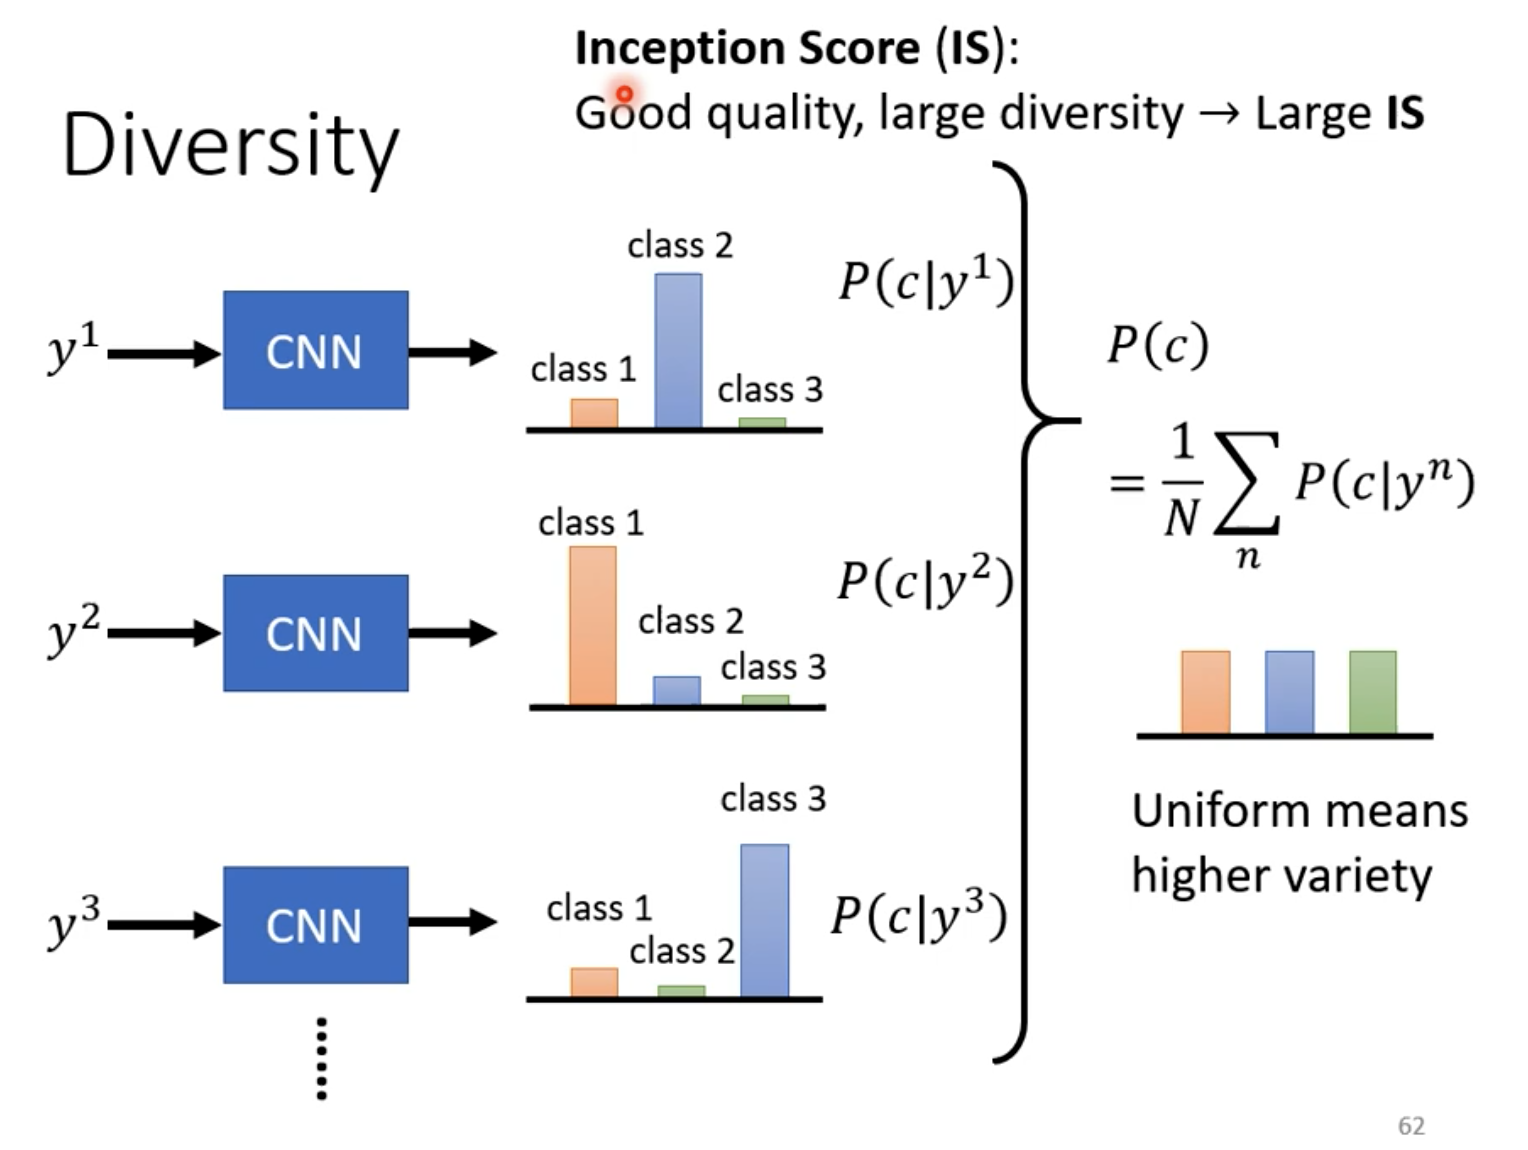 Inception Score (IS):
Good quality, large diversity → Large IS
Diversity
y¹
CNN
class 1
class 2
class 3
P(c|y¹)
y²
CNN
class 1
class 2
class 3
P(c|y²)
y³
CNN
class 1
class 2
class 3
P(c|y³)
P(c)
= 1/N ∑ₙ P(c|yⁿ)
Uniform means
higher variety
62